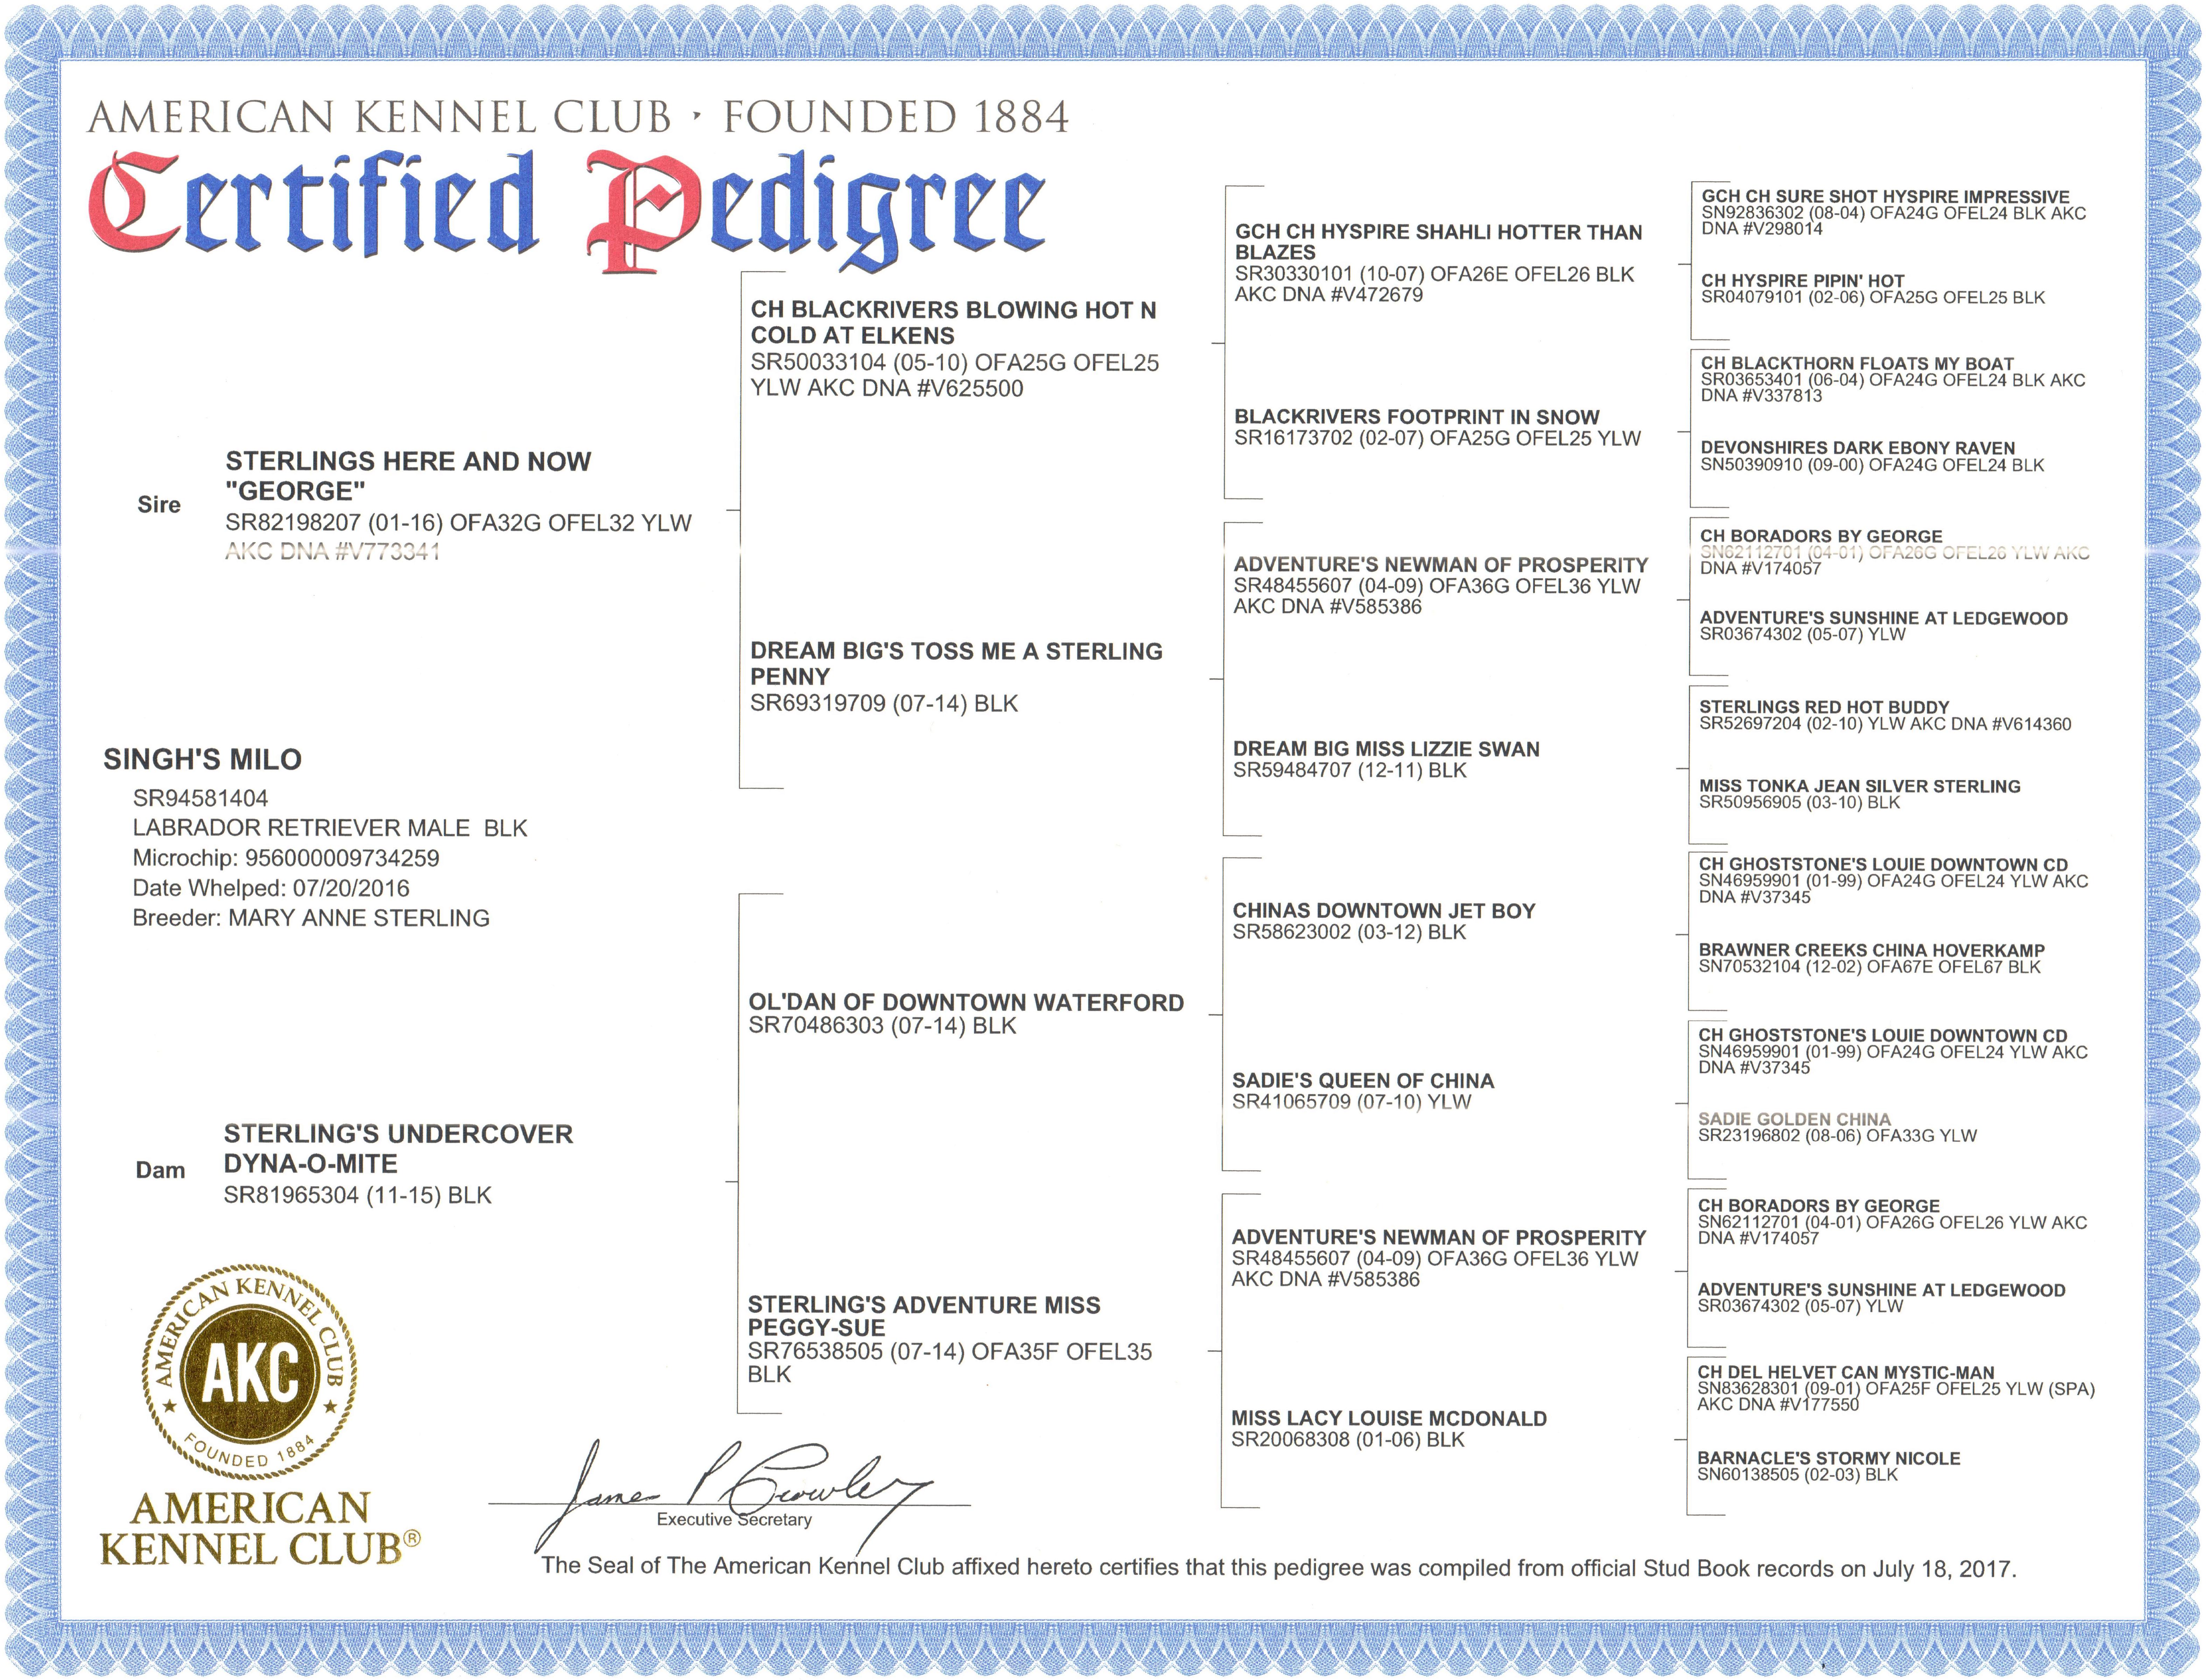 AMERICAN KENNEL CLUB · FOUNDED 1884
Certified Pedigree
Sire
STERLINGS HERE AND NOW
"GEORGE"
SR82198207 (01-16) OFA32G OFEL32 YLW
AKC DNA #V773341
SINGH'S MILO
SR94581404
LABRADOR RETRIEVER MALE BLK
Microchip: 956000009734259
Date Whelped: 07/20/2016
Breeder: MARY ANNE STERLING
Dam
STERLING'S UNDERCOVER
DYNA-O-MITE
SR81965304 (11-15) BLK
CH BLACKRIVERS BLOWING HOT N
COLD AT ELKENS
SR50033104 (05-10) OFA25G OFEL25
YLW AKC DNA #V625500
DREAM BIG'S TOSS ME A STERLING
PENNY
SR69319709 (07-14) BLK
OL'DAN OF DOWNTOWN WATERFORD
SR70486303 (07-14) BLK
STERLING'S ADVENTURE MISS
PEGGY-SUE
SR76538505 (07-14) OFA35F OFEL35
BLK
GCH CH HYSPIRE SHAHLI HOTTER THAN
BLAZES
SR30330101 (10-07) OFA26E OFEL26 BLK
AKC DNA #V472679
BLACKRIVERS FOOTPRINT IN SNOW
SR16173702 (02-07) OFA25G OFEL25 YLW
ADVENTURE'S NEWMAN OF PROSPERITY
SR48455607 (04-09) OFA36G OFEL36 YLW
AKC DNA #V585386
DREAM BIG MISS LIZZIE SWAN
SR59484707 (12-11) BLK
CHINAS DOWNTOWN JET BOY
SR58623002 (03-12) BLK
SADIE'S QUEEN OF CHINA
SR41065709 (07-10) YLW
ADVENTURE'S NEWMAN OF PROSPERITY
SR48455607 (04-09) OFA36G OFEL36 YLW
AKC DNA #V585386
MISS LACY LOUISE MCDONALD
SR20068308 (01-06) BLK
GCH CH SURE SHOT HYSPIRE IMPRESSIVE
SN92836302 (08-04) OFA24G OFEL24 BLK AKC
DNA #V298014
CH HYSPIRE PIPIN' HOT
SR04079101 (02-06) OFA25G OFEL25 BLK
CH BLACKTHORN FLOATS MY BOAT
SR03653401 (06-04) OFA24G OFEL24 BLK AKC
DNA #V337813
DEVONSHIRES DARK EBONY RAVEN
SN50390910 (09-00) OFA24G OFEL24 BLK
CH BORADORS BY GEORGE
SN62112701 (04-01) OFA26G OFEL26 YLW AKC
DNA #V174057
ADVENTURE'S SUNSHINE AT LEDGEWOOD
SR03674302 (05-07) YLW
STERLINGS RED HOT BUDDY
SR52697204 (02-10) YLW AKC DNA #V614360
MISS TONKA JEAN SILVER STERLING
SR50956905 (03-10) BLK
CH GHOSTSTONE'S LOUIE DOWNTOWN CD
SN46959901 (01-99) OFA24G OFEL24 YLW AKC
DNA #V37345
BRAWNER CREEKS CHINA HOVERKAMP
SN70532104 (12-02) OFA67E OFEL67 BLK
CH GHOSTSTONE'S LOUIE DOWNTOWN CD
SN46959901 (01-99) OFA24G OFEL24 YLW AKC
DNA #V37345
SADIE GOLDEN CHINA
SR23196802 (08-06) OFA33G YLW
CH BORADORS BY GEORGE
SN62112701 (04-01) OFA26G OFEL26 YLW AKC
DNA #V174057
ADVENTURE'S SUNSHINE AT LEDGEWOOD
SR03674302 (05-07) YLW
CH DEL HELVET CAN MYSTIC-MAN
SN83628301 (09-01) OFA25F OFEL25 YLW (SPA)
AKC DNA #V177550
BARNACLE'S STORMY NICOLE
SN60138505 (02-03) BLK
AMERICAN KENNEL CLUB
AKC
FOUNDED 1884
AMERICAN
KENNEL CLUB®
James P Crowley
Executive Secretary
The Seal of The American Kennel Club affixed hereto certifies that this pedigree was compiled from official Stud Book records on July 18, 2017.